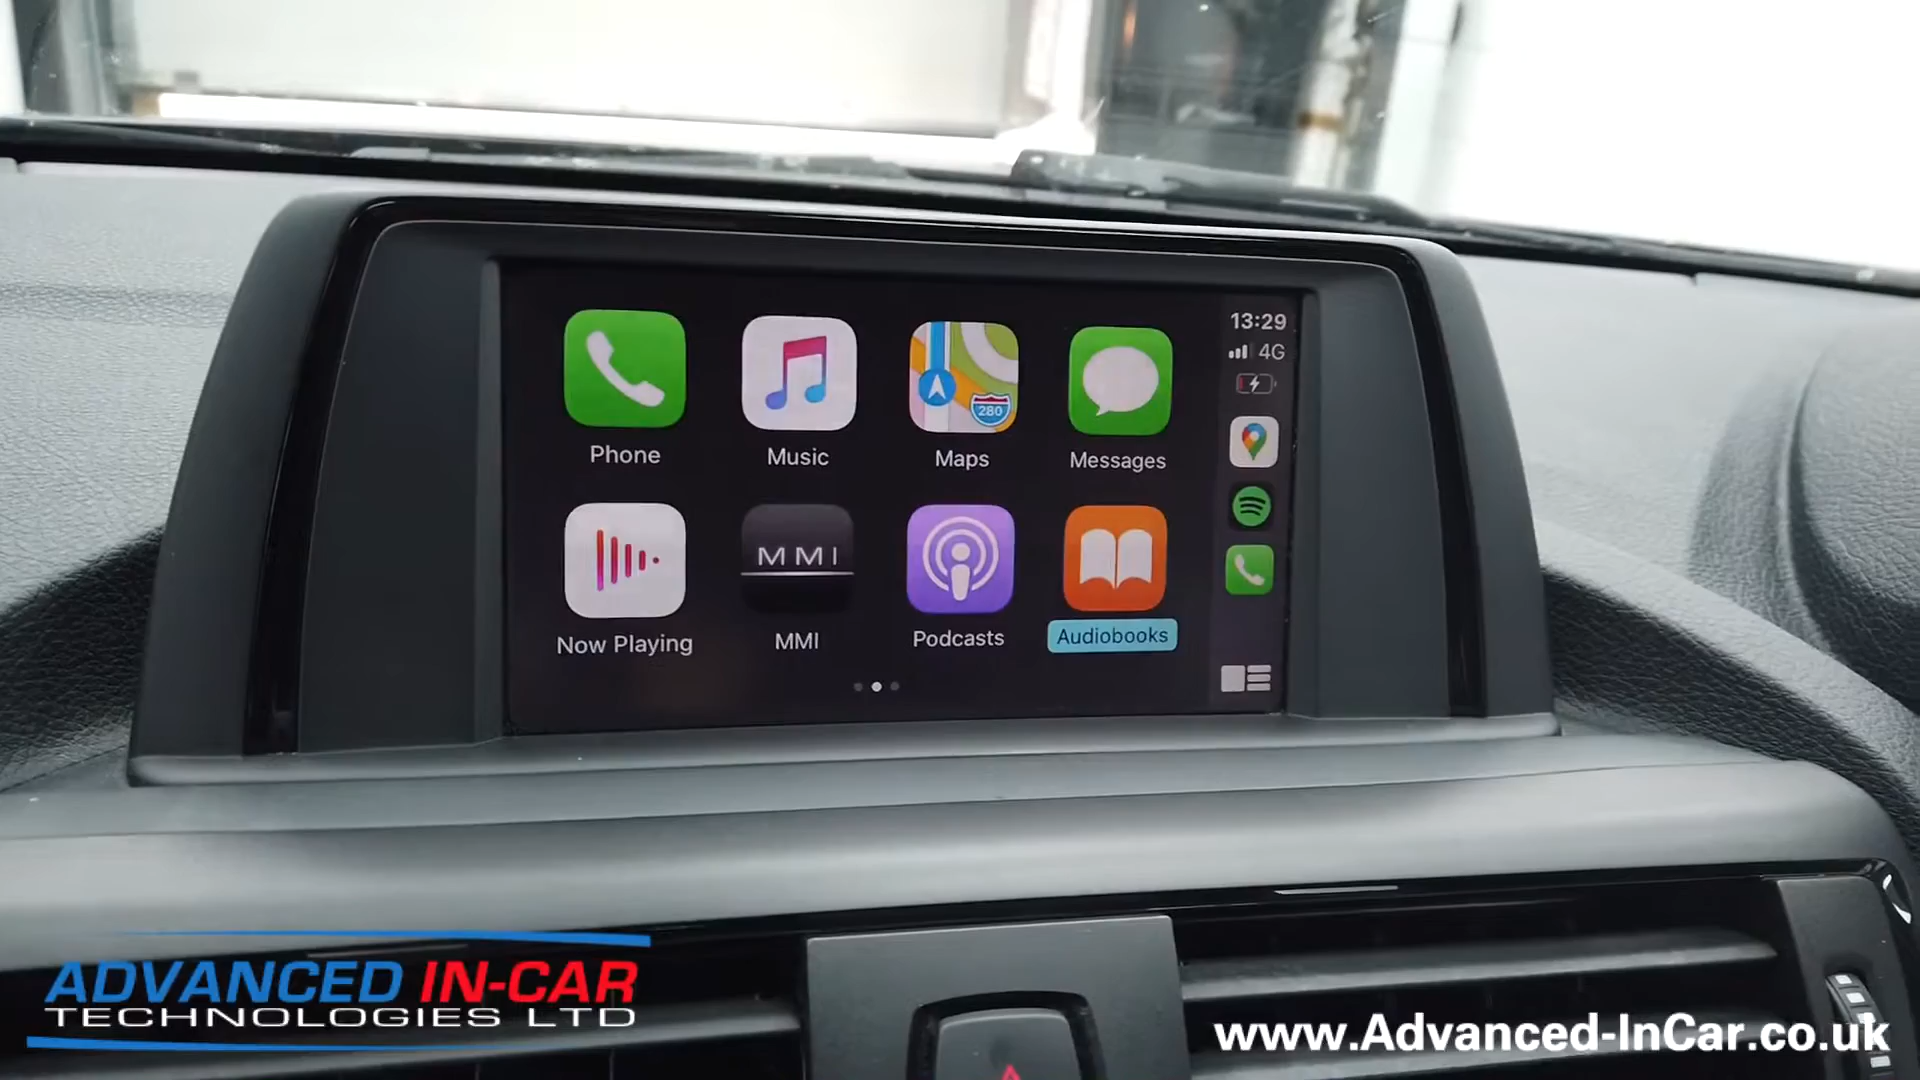 13:29
4G
280
Phone
Music
Maps
Messages
MMI
Now Playing
MMI
Podcasts
Audiobooks
ADVANCED IN-CAR
TECHNOLOGIES LTD
www.Advanced-InCar.co.uk